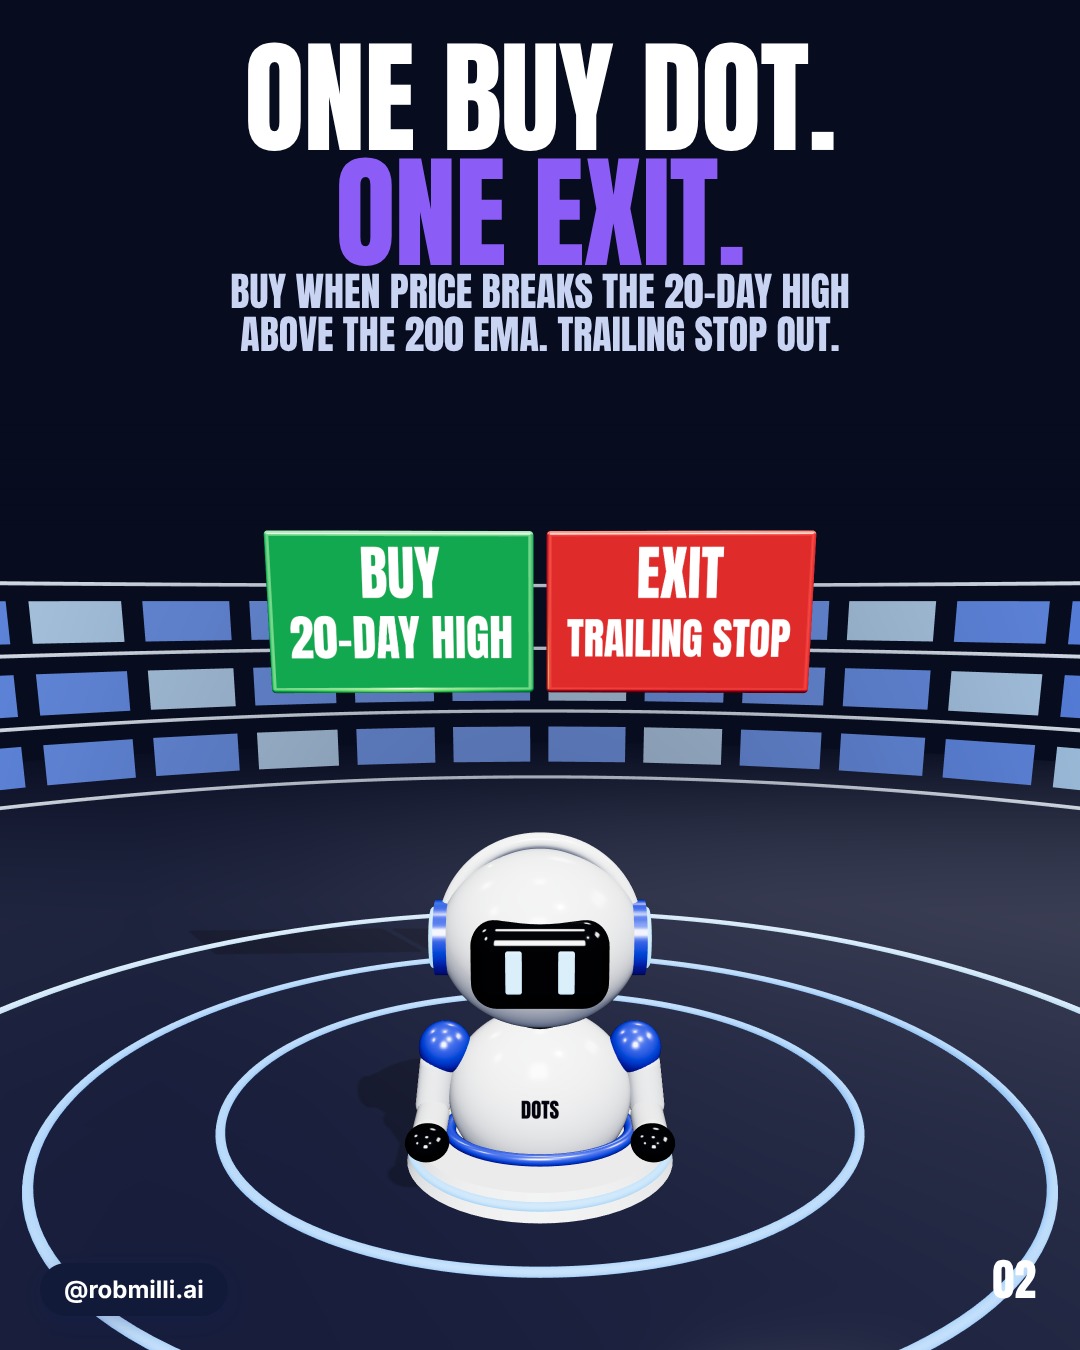 ONE BUY DOT.
ONE EXIT.
BUY WHEN PRICE BREAKS THE 20-DAY HIGH
ABOVE THE 200 EMA. TRAILING STOP OUT.
BUY
20-DAY HIGH
EXIT
TRAILING STOP
DOTS
@robmilli.ai
02